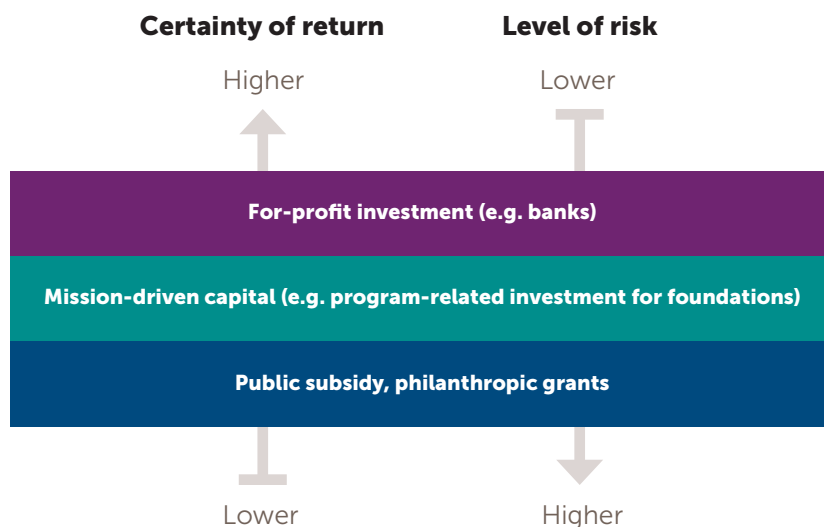 Certainty of return
Level of risk
Higher
Lower
For-profit investment (e.g. banks)
Mission-driven capital (e.g. program-related investment for foundations)
Public subsidy, philanthropic grants
Lower
Higher